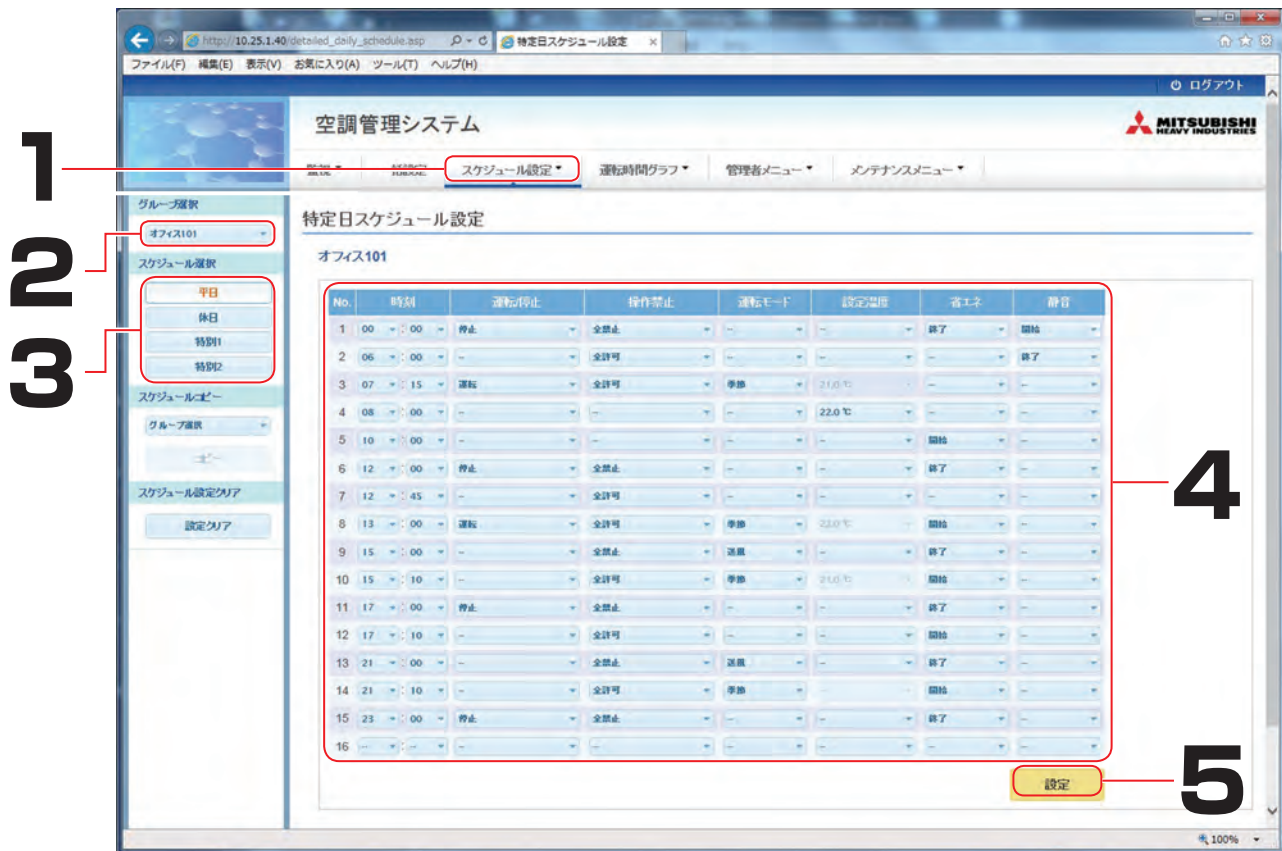 http://10.25.1.40/detailed_daily_schedule.asp
特定日スケジュール設定
ファイル(F) 編集(E) 表示(V) お気に入り(A) ツール(T) ヘルプ(H)
ログアウト
空調管理システム
MITSUBISHI
HEAVY INDUSTRIES
1
監視 一括設定 スケジュール設定 運転時間グラフ 管理者メニュー メンテナンスメニュー
グループ選択
特定日スケジュール設定
2
オフィス101
オフィス101
スケジュール選択
3
平日
休日
特別1
特別2
スケジュールコピー
グループ選択
コピー
スケジュール設定クリア
設定クリア
No. 時刻 運転/停止 操作禁止 運転モード 設定温度 省エネ 静音
1 00 : 00 停止 全禁止 -- -- 終了 開始
2 06 : 00 -- 全許可 -- -- -- 終了
3 07 : 15 運転 全許可 季節 21.0℃ -- --
4 08 : 00 -- -- -- 22.0℃ -- --
5 10 : 00 -- -- -- -- 開始 --
6 12 : 00 停止 全禁止 -- -- 終了 --
7 12 : 45 -- 全許可 -- -- -- --
8 13 : 00 運転 全許可 季節 22.0℃ 開始 --
9 15 : 00 -- 全禁止 送風 -- 終了 --
10 15 : 10 -- 全許可 季節 21.0℃ 開始 --
11 17 : 00 停止 全禁止 -- -- 終了 --
12 17 : 10 -- 全許可 -- -- 開始 --
13 21 : 00 -- 全禁止 送風 -- 終了 --
14 21 : 10 -- 全許可 季節 -- 開始 --
15 23 : 00 停止 全禁止 -- -- 終了 --
16 -- : -- -- -- -- -- -- --
4
設定
5
100%